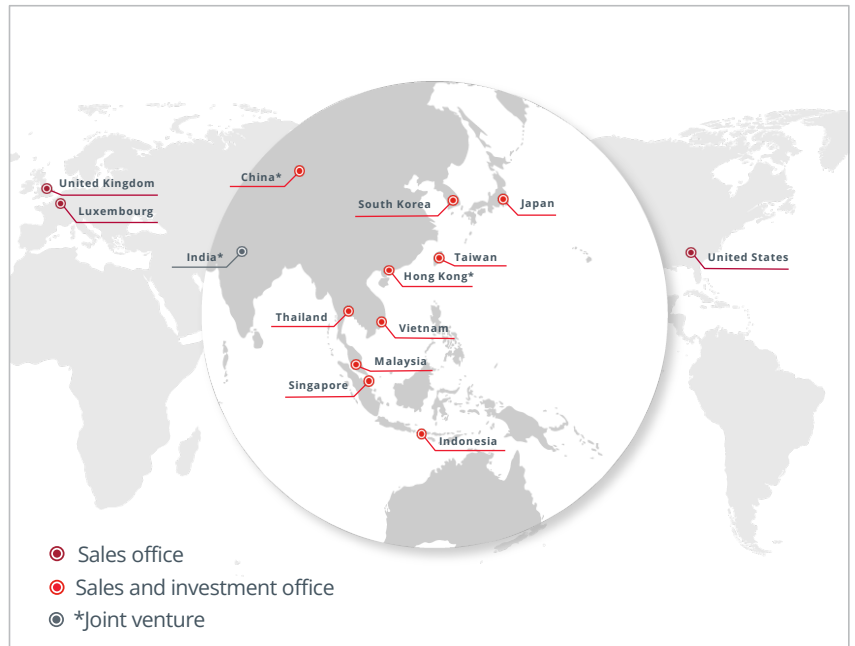 China*
United Kingdom
South Korea
Japan
Luxembourg
India*
Taiwan
United States
Hong Kong*
Thailand
Vietnam
Malaysia
Singapore
Indonesia
Sales office
Sales and investment office
*Joint venture